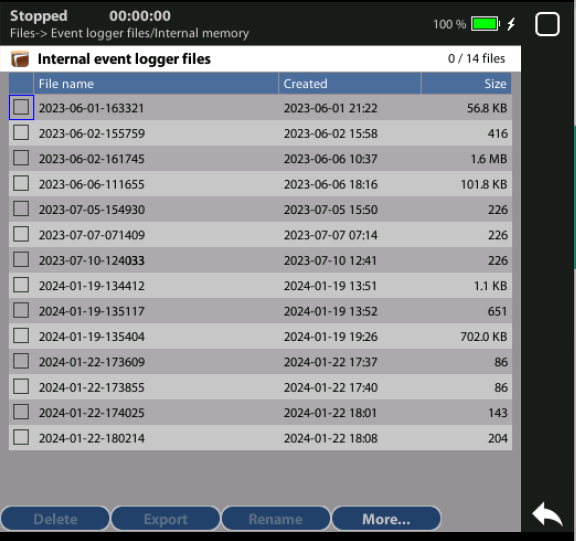 Stopped 00:00:00 100 %
Files-> Event logger files/Internal memory
Internal event logger files 0 / 14 files
File name Created Size
2023-06-01-163321 2023-06-01 21:22 56.8 KB
2023-06-02-155759 2023-06-02 15:58 416
2023-06-02-161745 2023-06-06 10:37 1.6 MB
2023-06-06-111655 2023-06-06 18:16 101.8 KB
2023-07-05-154930 2023-07-05 15:50 226
2023-07-07-071409 2023-07-07 07:14 226
2023-07-10-124033 2023-07-10 12:41 226
2024-01-19-134412 2024-01-19 13:51 1.1 KB
2024-01-19-135117 2024-01-19 13:52 651
2024-01-19-135404 2024-01-19 19:26 702.0 KB
2024-01-22-173609 2024-01-22 17:37 86
2024-01-22-173855 2024-01-22 17:40 86
2024-01-22-174025 2024-01-22 18:01 143
2024-01-22-180214 2024-01-22 18:08 204
Delete Export Rename More...